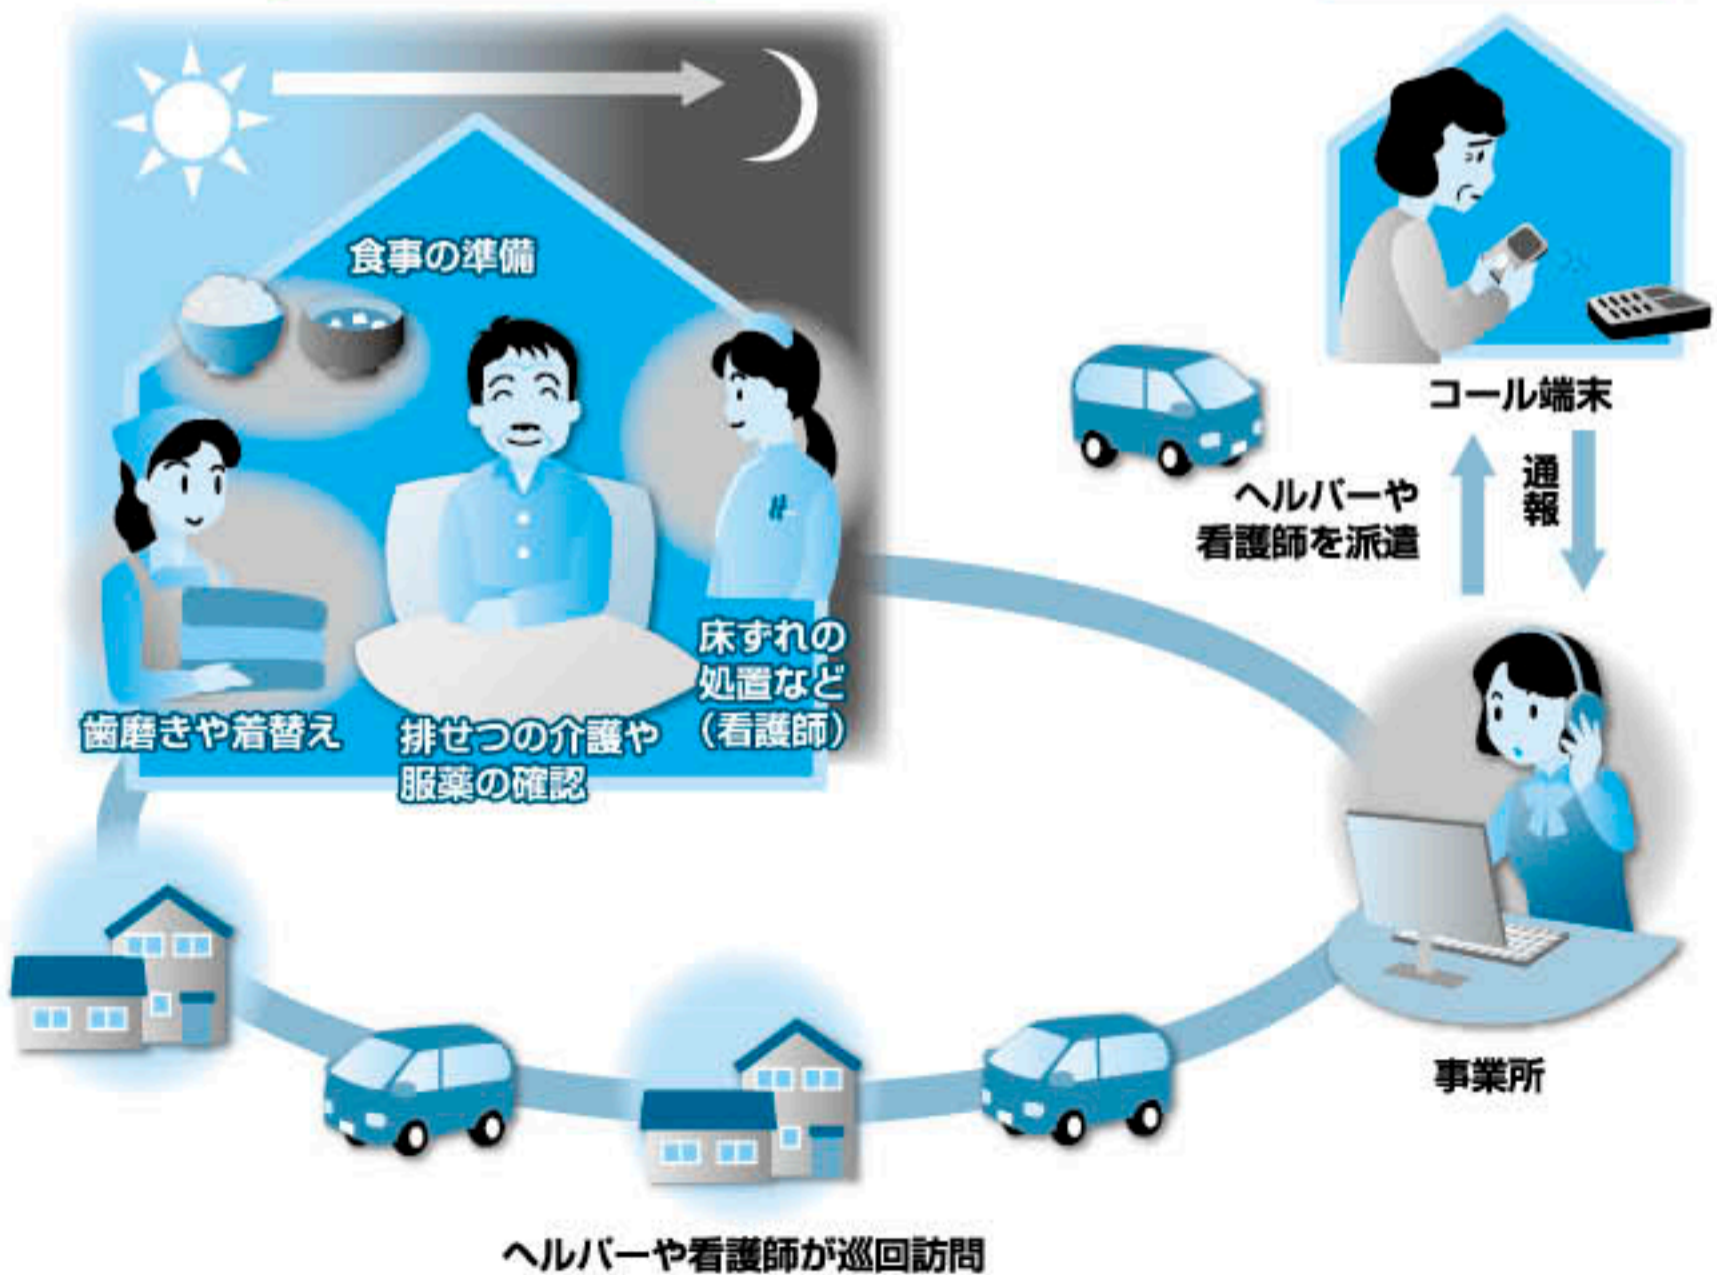 食事の準備
歯磨きや着替え
排せつの介護や
服薬の確認
床ずれの
処置など
（看護師）
コール端末
通報
ヘルパーや
看護師を派遣
事業所
ヘルパーや看護師が巡回訪問